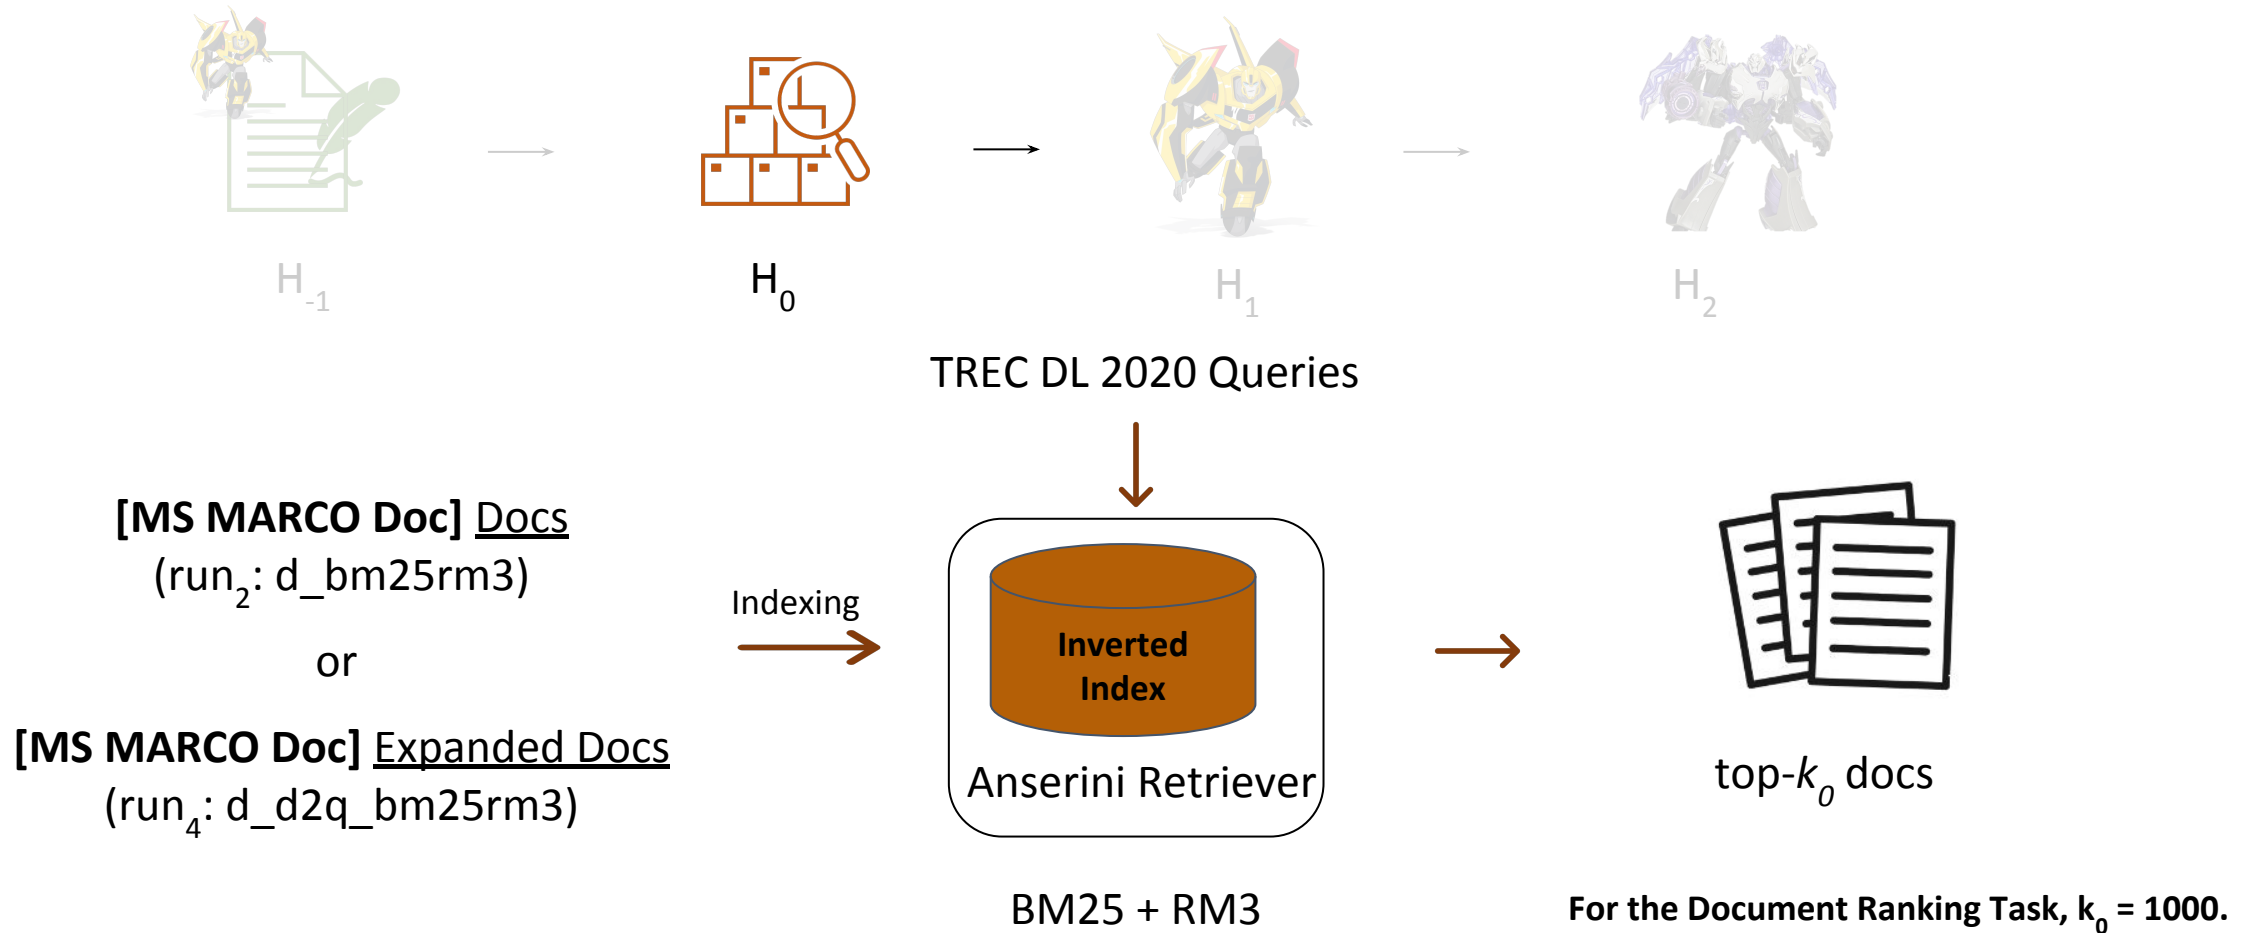 H-1
H0
H1
H2
TREC DL 2020 Queries
[MS MARCO Doc] Docs
(run2: d_bm25rm3)
or
[MS MARCO Doc] Expanded Docs
(run4: d_d2q_bm25rm3)
Indexing
Inverted
Index
Anserini Retriever
BM25 + RM3
top-k0 docs
For the Document Ranking Task, k0 = 1000.